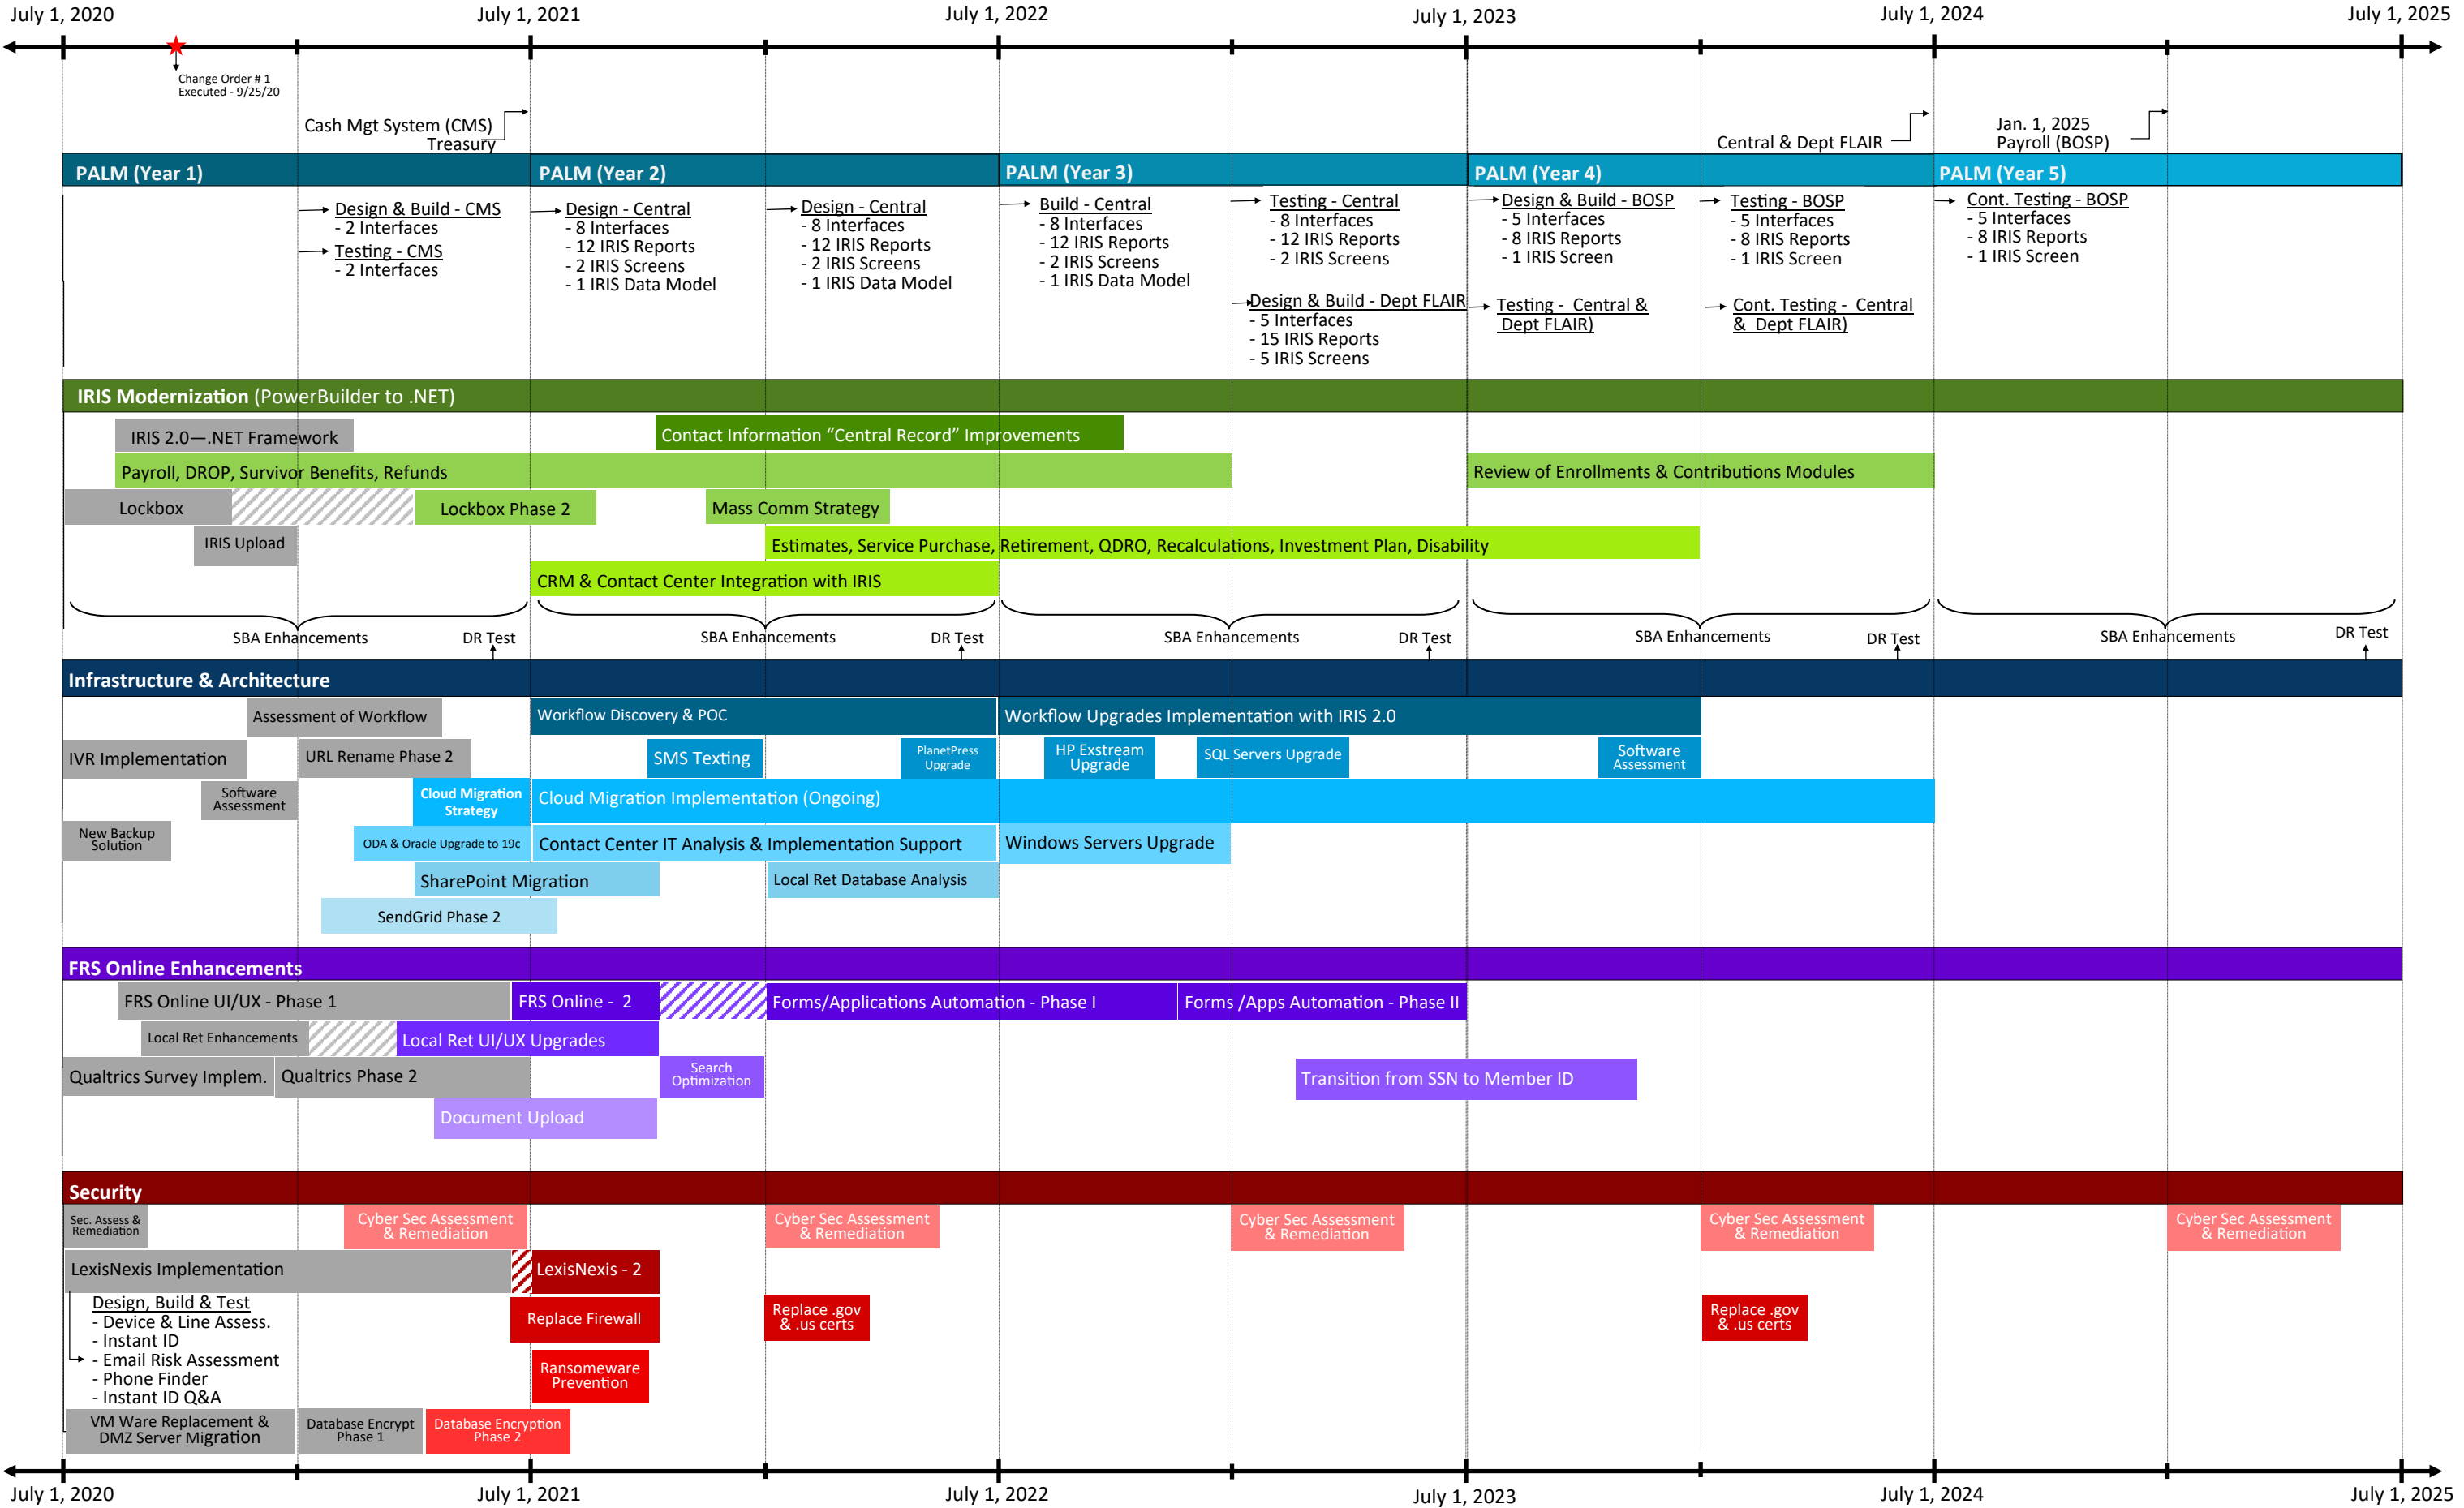 July 1, 2020
July 1, 2021
July 1, 2022
July 1, 2023
July 1, 2024
July 1, 2025
Change Order # 1
Executed - 9/25/20
Cash Mgt System (CMS)
Treasury
Central & Dept FLAIR
Jan. 1, 2025
Payroll (BOSP)
PALM (Year 1)
PALM (Year 2)
PALM (Year 3)
PALM (Year 4)
PALM (Year 5)
Design & Build - CMS
- 2 Interfaces
Testing - CMS
- 2 Interfaces
Design - Central
- 8 Interfaces
- 12 IRIS Reports
- 2 IRIS Screens
- 1 IRIS Data Model
Design - Central
- 8 Interfaces
- 12 IRIS Reports
- 2 IRIS Screens
- 1 IRIS Data Model
Build - Central
- 8 Interfaces
- 12 IRIS Reports
- 2 IRIS Screens
- 1 IRIS Data Model
Testing - Central
- 8 Interfaces
- 12 IRIS Reports
- 2 IRIS Screens
Design & Build - Dept FLAIR
- 5 Interfaces
- 15 IRIS Reports
- 5 IRIS Screens
Design & Build - BOSP
- 5 Interfaces
- 8 IRIS Reports
- 1 IRIS Screen
Testing - Central &
Dept FLAIR)
Testing - BOSP
- 5 Interfaces
- 8 IRIS Reports
- 1 IRIS Screen
Cont. Testing - Central
& Dept FLAIR)
Cont. Testing - BOSP
- 5 Interfaces
- 8 IRIS Reports
- 1 IRIS Screen
IRIS Modernization (PowerBuilder to .NET)
IRIS 2.0—.NET Framework
Contact Information “Central Record” Improvements
Payroll, DROP, Survivor Benefits, Refunds
Review of Enrollments & Contributions Modules
Lockbox
Lockbox Phase 2
Mass Comm Strategy
IRIS Upload
Estimates, Service Purchase, Retirement, QDRO, Recalculations, Investment Plan, Disability
CRM & Contact Center Integration with IRIS
SBA Enhancements
DR Test
SBA Enhancements
DR Test
SBA Enhancements
DR Test
SBA Enhancements
DR Test
SBA Enhancements
DR Test
Infrastructure & Architecture
Assessment of Workflow
Workflow Discovery & POC
Workflow Upgrades Implementation with IRIS 2.0
IVR Implementation
URL Rename Phase 2
SMS Texting
PlanetPress
Upgrade
HP Exstream
Upgrade
SQL Servers Upgrade
Software
Assessment
Software
Assessment
Cloud Migration
Strategy
Cloud Migration Implementation (Ongoing)
New Backup
Solution
ODA & Oracle Upgrade to 19c
Contact Center IT Analysis & Implementation Support
Windows Servers Upgrade
SharePoint Migration
Local Ret Database Analysis
SendGrid Phase 2
FRS Online Enhancements
FRS Online UI/UX - Phase 1
FRS Online - 2
Forms/Applications Automation - Phase I
Forms /Apps Automation - Phase II
Local Ret Enhancements
Local Ret UI/UX Upgrades
Qualtrics Survey Implem.
Qualtrics Phase 2
Search
Optimization
Transition from SSN to Member ID
Document Upload
Security
Sec. Assess &
Remediation
Cyber Sec Assessment
& Remediation
Cyber Sec Assessment
& Remediation
Cyber Sec Assessment
& Remediation
Cyber Sec Assessment
& Remediation
Cyber Sec Assessment
& Remediation
LexisNexis Implementation
LexisNexis - 2
Design, Build & Test
- Device & Line Assess.
- Instant ID
- Email Risk Assessment
- Phone Finder
- Instant ID Q&A
Replace Firewall
Replace .gov
& .us certs
Replace .gov
& .us certs
Ransomeware
Prevention
VM Ware Replacement &
DMZ Server Migration
Database Encrypt
Phase 1
Database Encryption
Phase 2
July 1, 2020
July 1, 2021
July 1, 2022
July 1, 2023
July 1, 2024
July 1, 2025